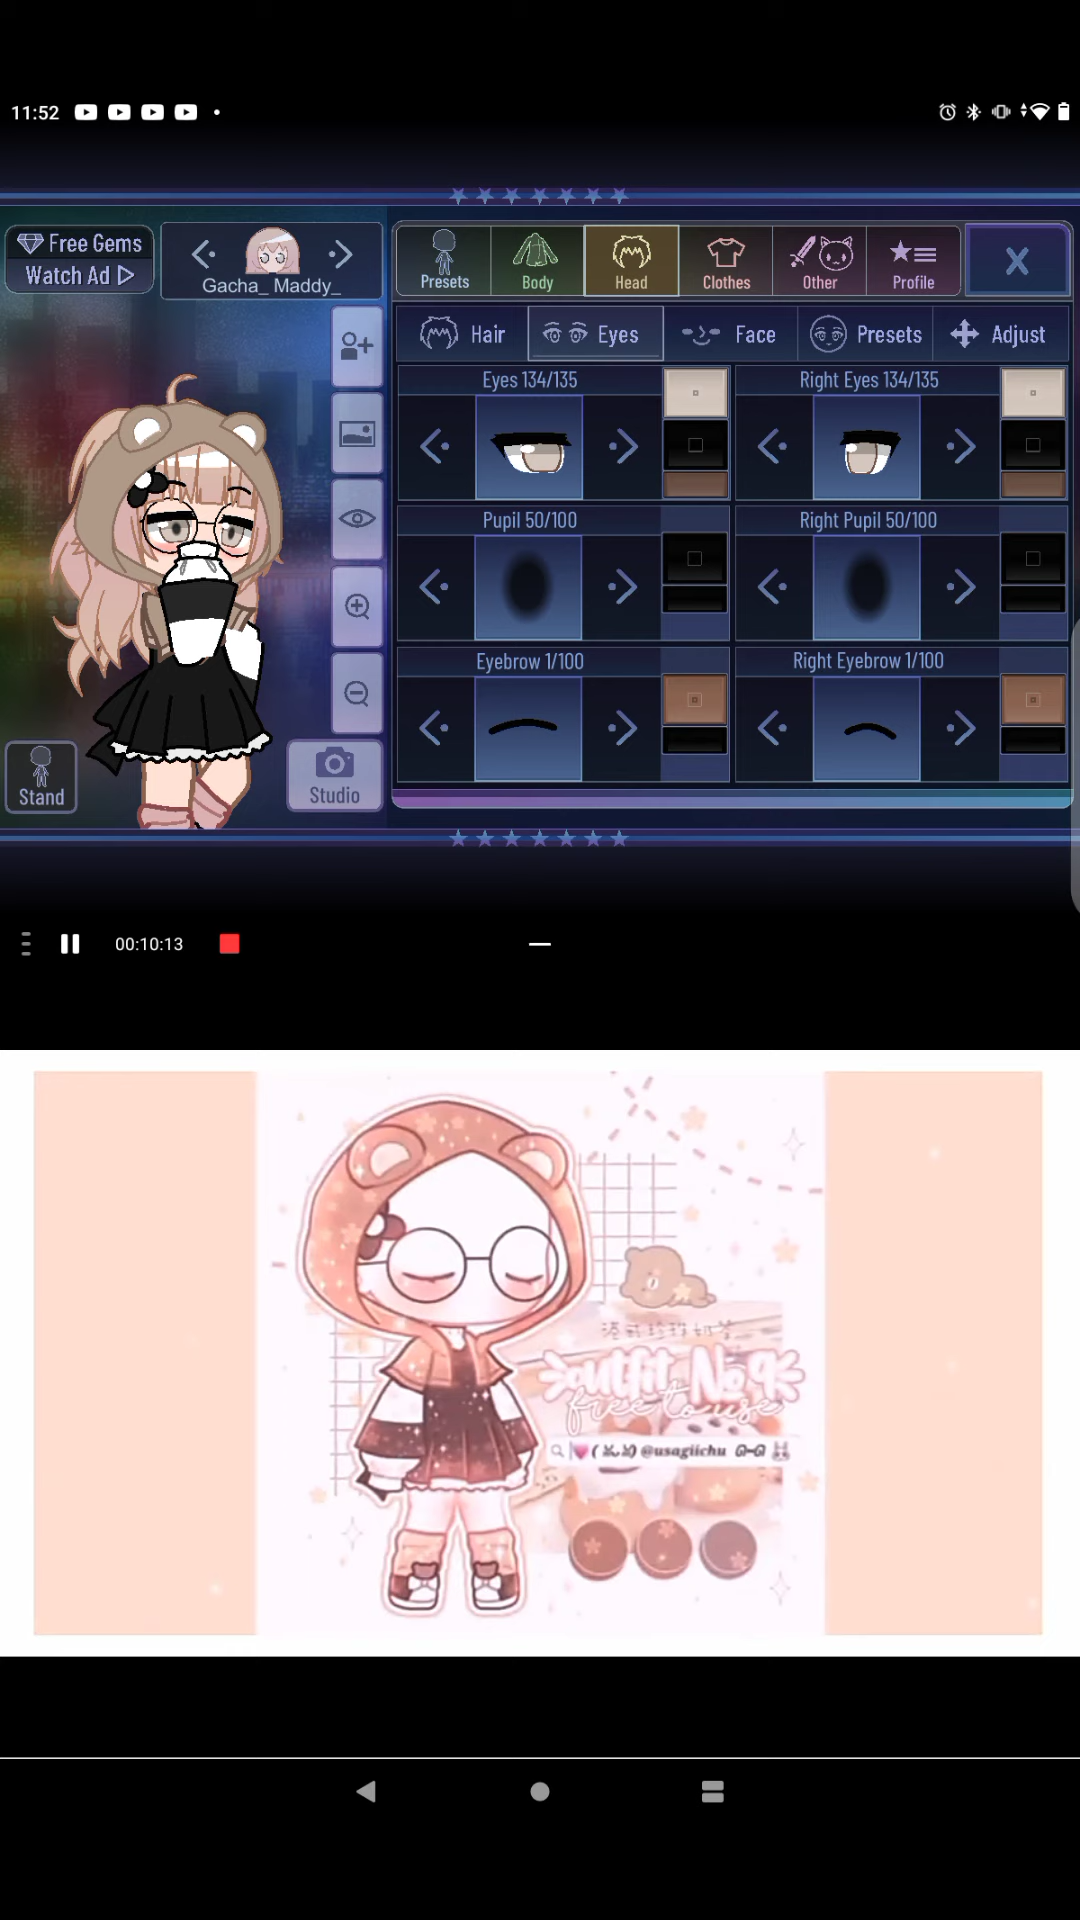 11:52
Free Gems
Watch Ad
Gacha_ Maddy_
Presets
Body
Head
Clothes
Other
Profile
X
Hair
Eyes
Face
Presets
Adjust
Eyes 134/135
Right Eyes 134/135
Pupil 50/100
Right Pupil 50/100
Eyebrow 1/100
Right Eyebrow 1/100
Stand
Studio
00:10:13
outfit No 9
free to use
@usagiichu